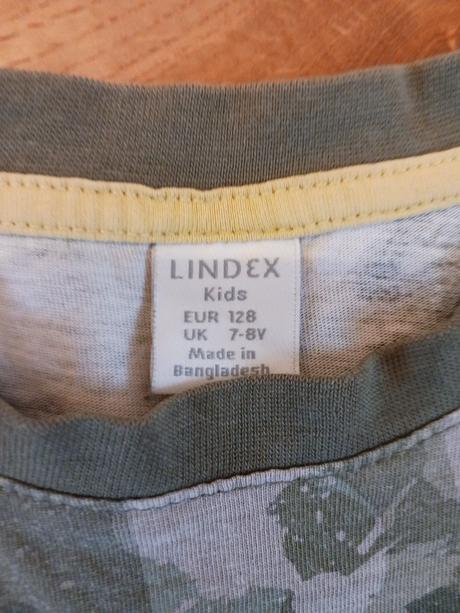 LINDEX
Kids
EUR 128
UK 7-8Y
Made in
Bangladesh